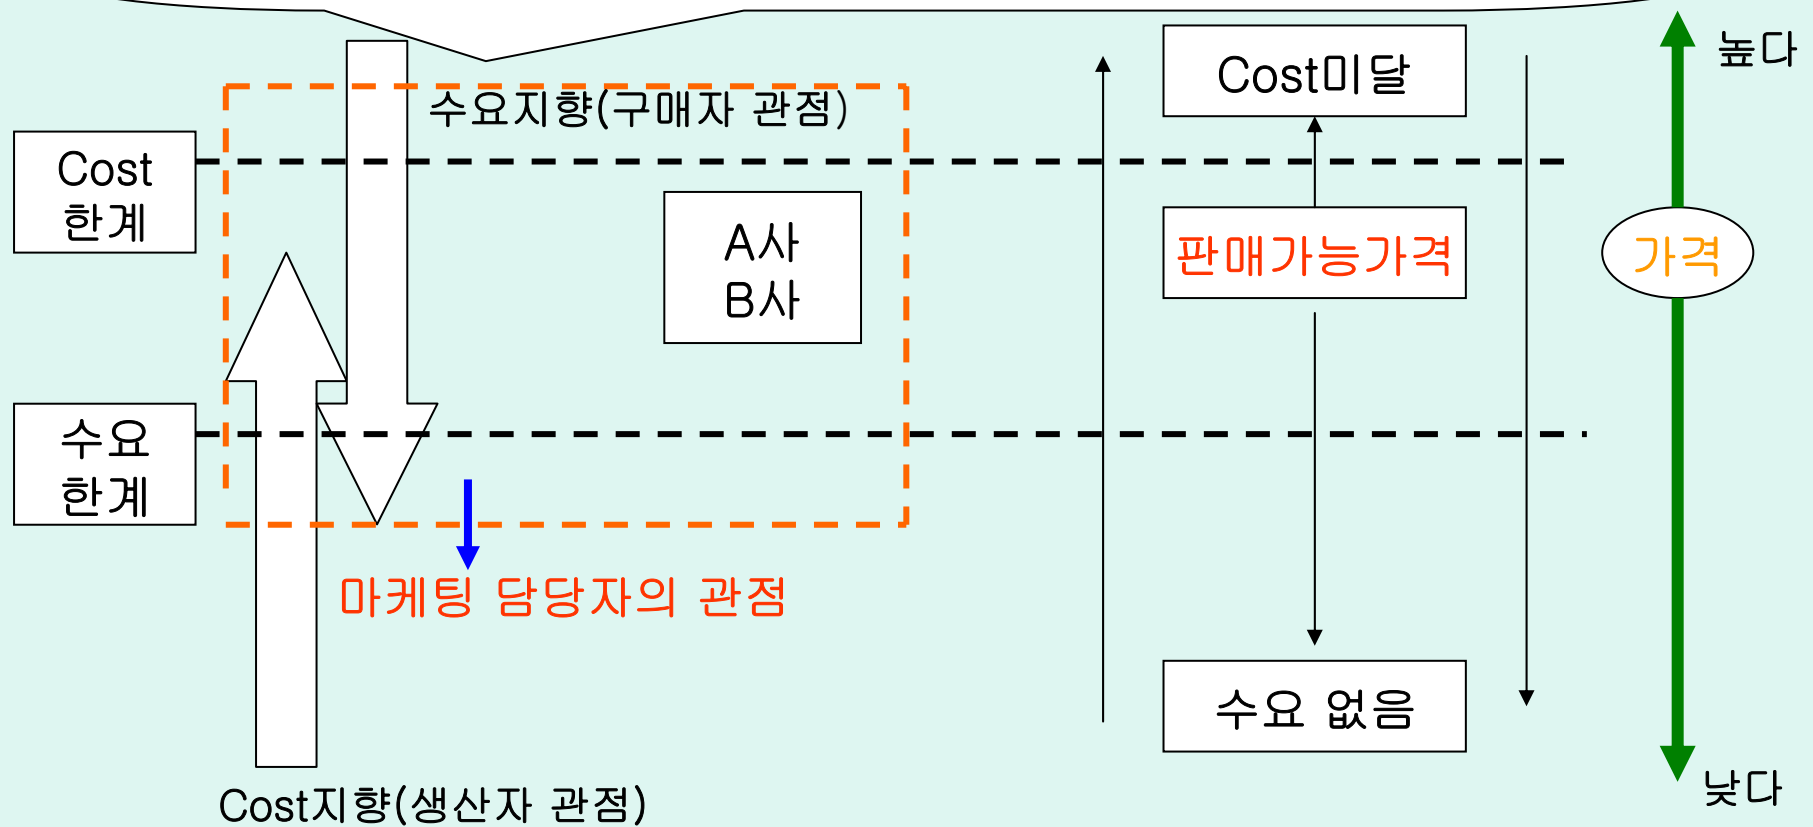 높다
Cost미달
수요지향(구매자 관점)
Cost
한계
A사
B사
판매가능가격
가격
수요
한계
마케팅 담당자의 관점
수요 없음
낮다
Cost지향(생산자 관점)